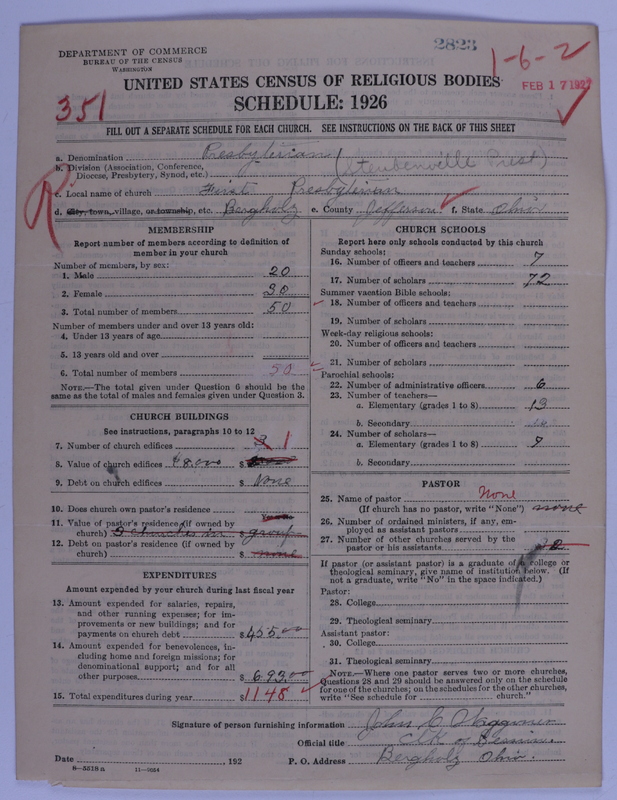 2823
1-6-2
DEPARTMENT OF COMMERCE
BUREAU OF THE CENSUS
WASHINGTON
UNITED STATES CENSUS OF RELIGIOUS BODIES
FEB 17 192
351
SCHEDULE: 1926
FILL OUT A SEPARATE SCHEDULE FOR EACH CHURCH. SEE INSTRUCTIONS ON THE BACK OF THIS SHEET
a. Denomination Presbyterian (Steubenville Prest)
b. Division (Association, Conference, Diocese, Presbytery, Synod, etc.)
R
c. Local name of church First Presbyterian
d. City, town, village, or township, etc. Bergholz e. County Jefferson f. State Ohio
MEMBERSHIP
Report number of members according to definition of member in your church
Number of members, by sex:
1. Male 20
2. Female 30
3. Total number of members 50
Number of members under and over 13 years old:
4. Under 13 years of age
5. 13 years old and over
6. Total number of members 50
NOTE.—The total given under Question 6 should be the same as the total of males and females given under Question 3.
CHURCH BUILDINGS
See instructions, paragraphs 10 to 12
7. Number of church edifices 1
8. Value of church edifices $8,000 $
9. Debt on church edifices $ None
10. Does church own pastor's residence
11. Value of pastor's residence (if owned by church) 5 churches in $ group
12. Debt on pastor's residence (if owned by church) $ none
EXPENDITURES
Amount expended by your church during last fiscal year
13. Amount expended for salaries, repairs, and other running expenses; for improvements or new buildings; and for payments on church debt $ 455.00
14. Amount expended for benevolences, including home and foreign missions; for denominational support; and for all other purposes $ 693.00
15. Total expenditures during year $ 1148
CHURCH SCHOOLS
Report here only schools conducted by this church
Sunday schools:
16. Number of officers and teachers 7
17. Number of scholars 72
Summer vacation Bible schools:
18. Number of officers and teachers
19. Number of scholars
Week-day religious schools:
20. Number of officers and teachers
21. Number of scholars
Parochial schools:
22. Number of administrative officers 6
23. Number of teachers—
a. Elementary (grades 1 to 8) 13
b. Secondary
24. Number of scholars—
a. Elementary (grades 1 to 8) 9
b. Secondary
PASTOR
25. Name of pastor None
(If church has no pastor, write "None") none
26. Number of ordained ministers, if any, employed as assistant pastors
27. Number of other churches served by the pastor or his assistants
If pastor (or assistant pastor) is a graduate of a college or theological seminary, give name of institution below. (If not a graduate, write "No" in the space indicated.)
Pastor:
28. College
29. Theological seminary
Assistant pastor:
30. College
31. Theological seminary
NOTE.—Where one pastor serves two or more churches, Questions 28 and 29 should be answered only on the schedule for one of the churches; on the schedules for the other churches, write "See schedule for church."
Signature of person furnishing information John C
Official title Clk of Session
Date , 192 P. O. Address Bergholz Ohio.
8—5518 a 11—9054